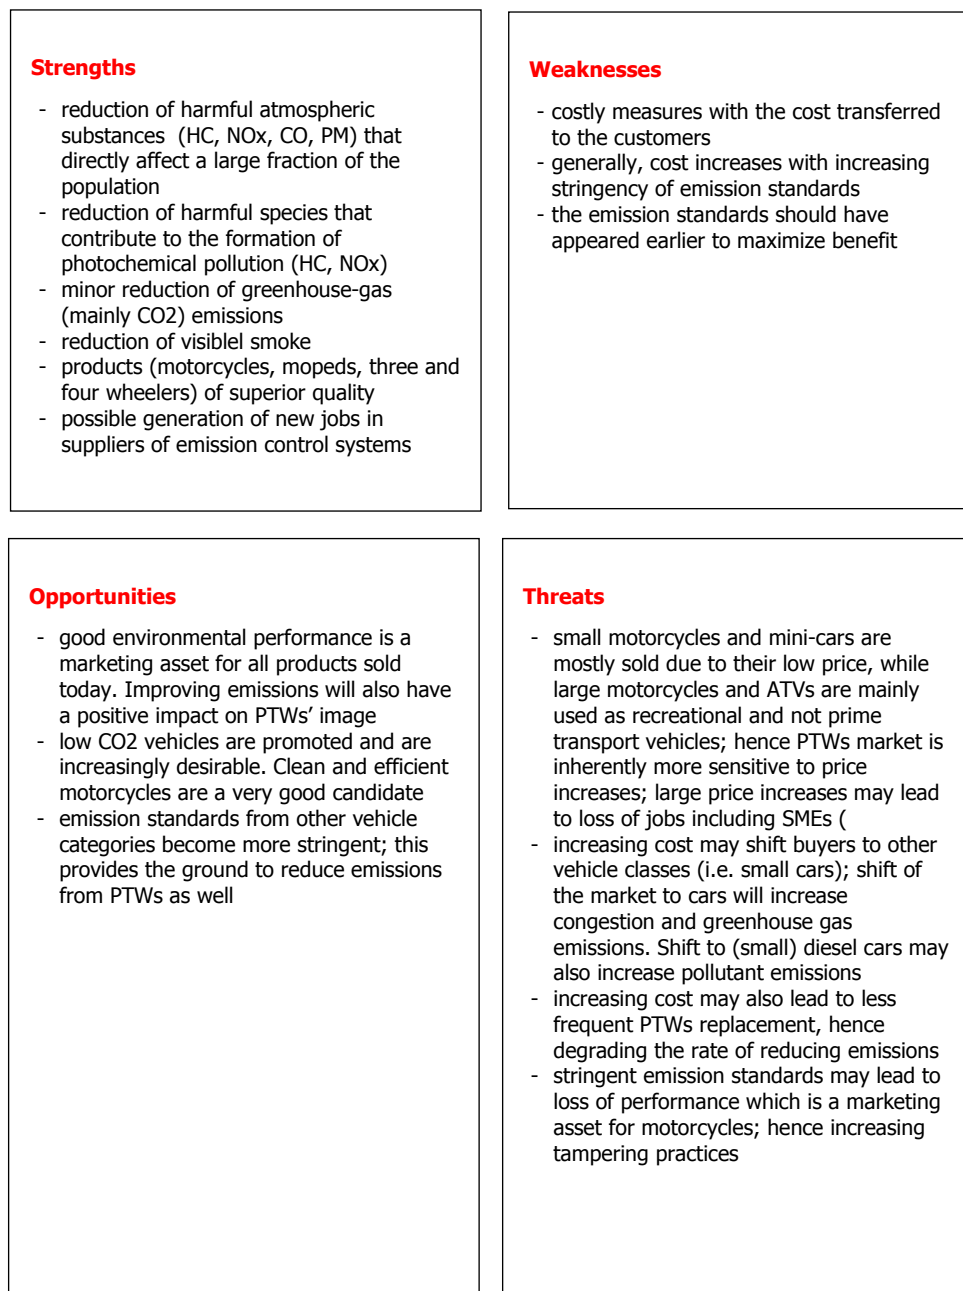 Strengths
- reduction of harmful atmospheric
substances  (HC, NOx, CO, PM) that
directly affect a large fraction of the
population
- reduction of harmful species that
contribute to the formation of
photochemical pollution (HC, NOx)
- minor reduction of greenhouse-gas
(mainly CO2) emissions
- reduction of visiblel smoke
- products (motorcycles, mopeds, three and
four wheelers) of superior quality
- possible generation of new jobs in
suppliers of emission control systems
Weaknesses
- costly measures with the cost transferred
to the customers
- generally, cost increases with increasing
stringency of emission standards
- the emission standards should have
appeared earlier to maximize benefit
Opportunities
- good environmental performance is a
marketing asset for all products sold
today. Improving emissions will also have
a positive impact on PTWs’ image
- low CO2 vehicles are promoted and are
increasingly desirable. Clean and efficient
motorcycles are a very good candidate
- emission standards from other vehicle
categories become more stringent; this
provides the ground to reduce emissions
from PTWs as well
Threats
- small motorcycles and mini-cars are
mostly sold due to their low price, while
large motorcycles and ATVs are mainly
used as recreational and not prime
transport vehicles; hence PTWs market is
inherently more sensitive to price
increases; large price increases may lead
to loss of jobs including SMEs (
- increasing cost may shift buyers to other
vehicle classes (i.e. small cars); shift of
the market to cars will increase
congestion and greenhouse gas
emissions. Shift to (small) diesel cars may
also increase pollutant emissions
- increasing cost may also lead to less
frequent PTWs replacement, hence
degrading the rate of reducing emissions
- stringent emission standards may lead to
loss of performance which is a marketing
asset for motorcycles; hence increasing
tampering practices